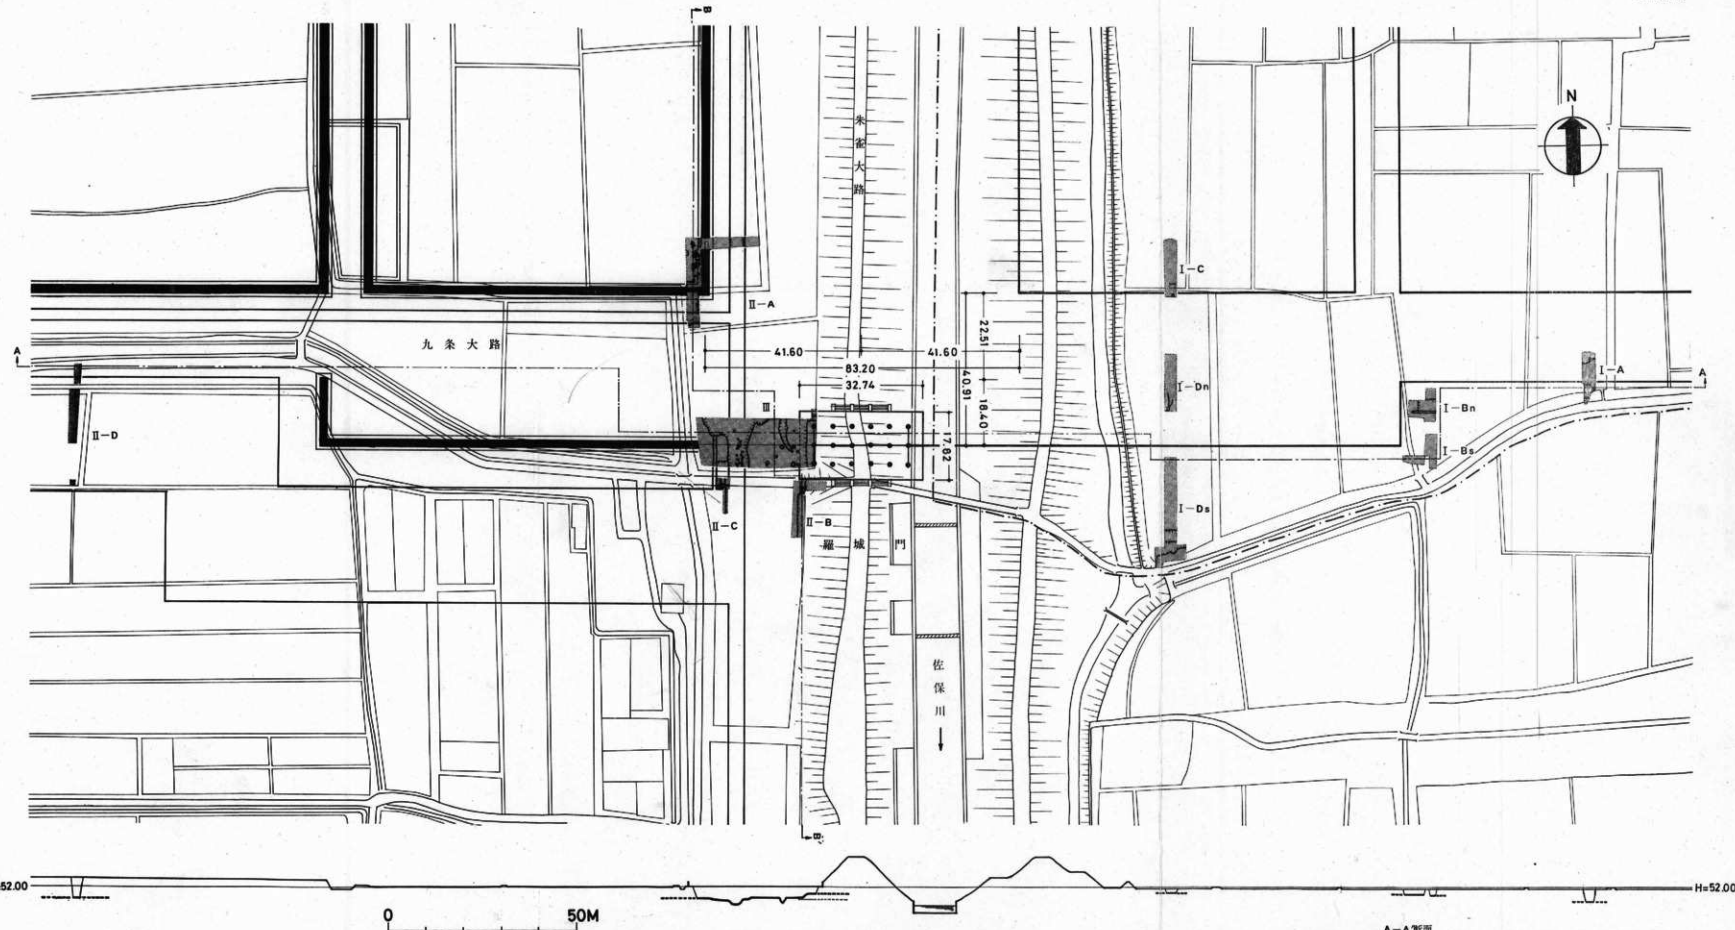 B
N
朱雀大路
I-C
II-A
九条大路
22.51
A
41.60
41.60
83.20
32.74
40.91
18.40
I-Dn
I-A
A
III
I-Bn
II-D
17.82
I-Bs
II-C
II-B
I-Ds
羅城門
佐保川
B'
52.00
H=52.00
0 50M
A-A'断面